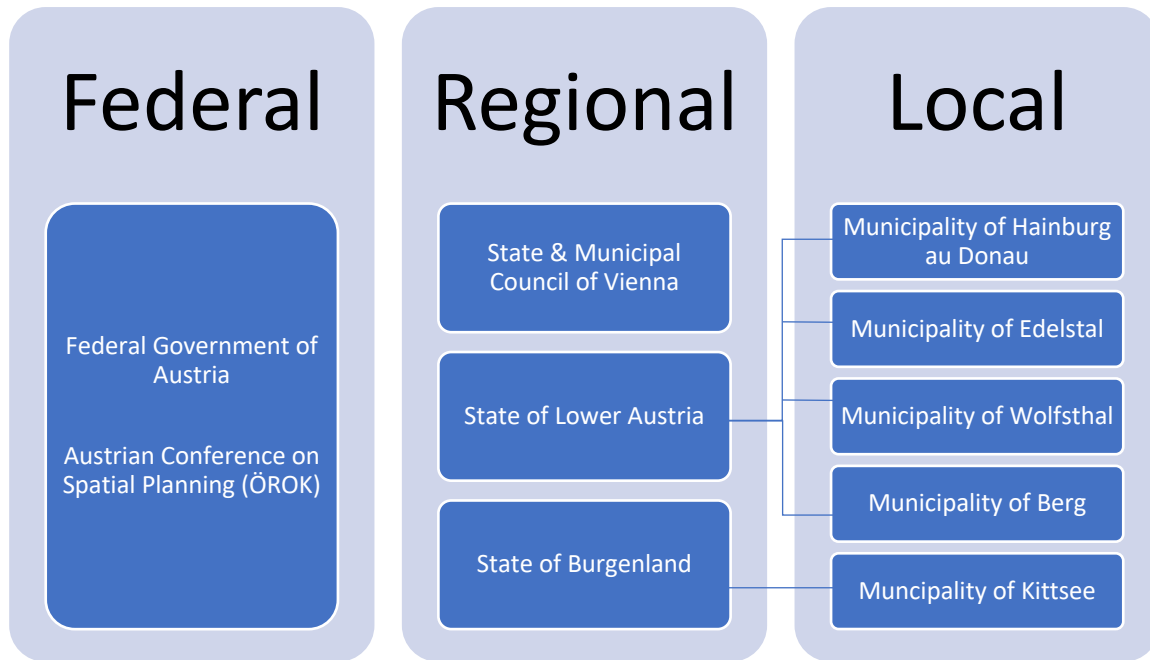 Federal
Federal Government of
Austria
Austrian Conference on
Spatial Planning (ÖROK)
Regional
State & Municipal
Council of Vienna
State of Lower Austria
State of Burgenland
Local
Municipality of Hainburg
au Donau
Municipality of Edelstal
Municipality of Wolfsthal
Municipality of Berg
Muncipality of Kittsee